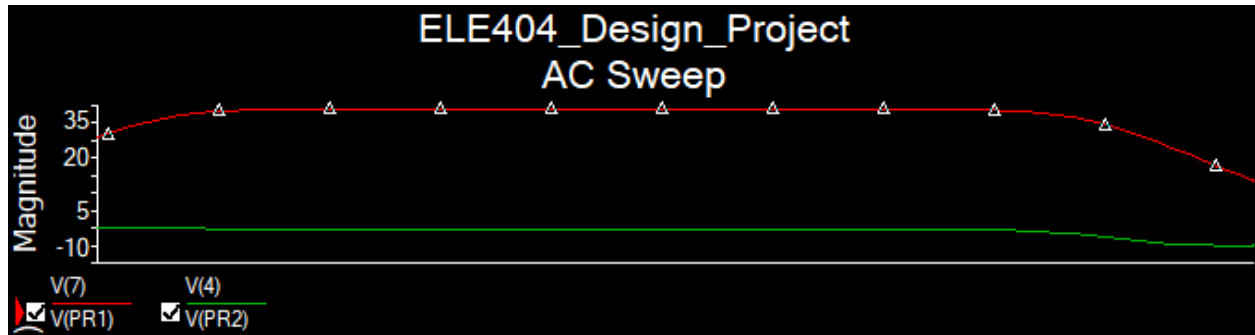 ELE404_Design_Project
AC Sweep
Magnitude
35
20
5
-10
V(7) V(4)
V(PR1) V(PR2)